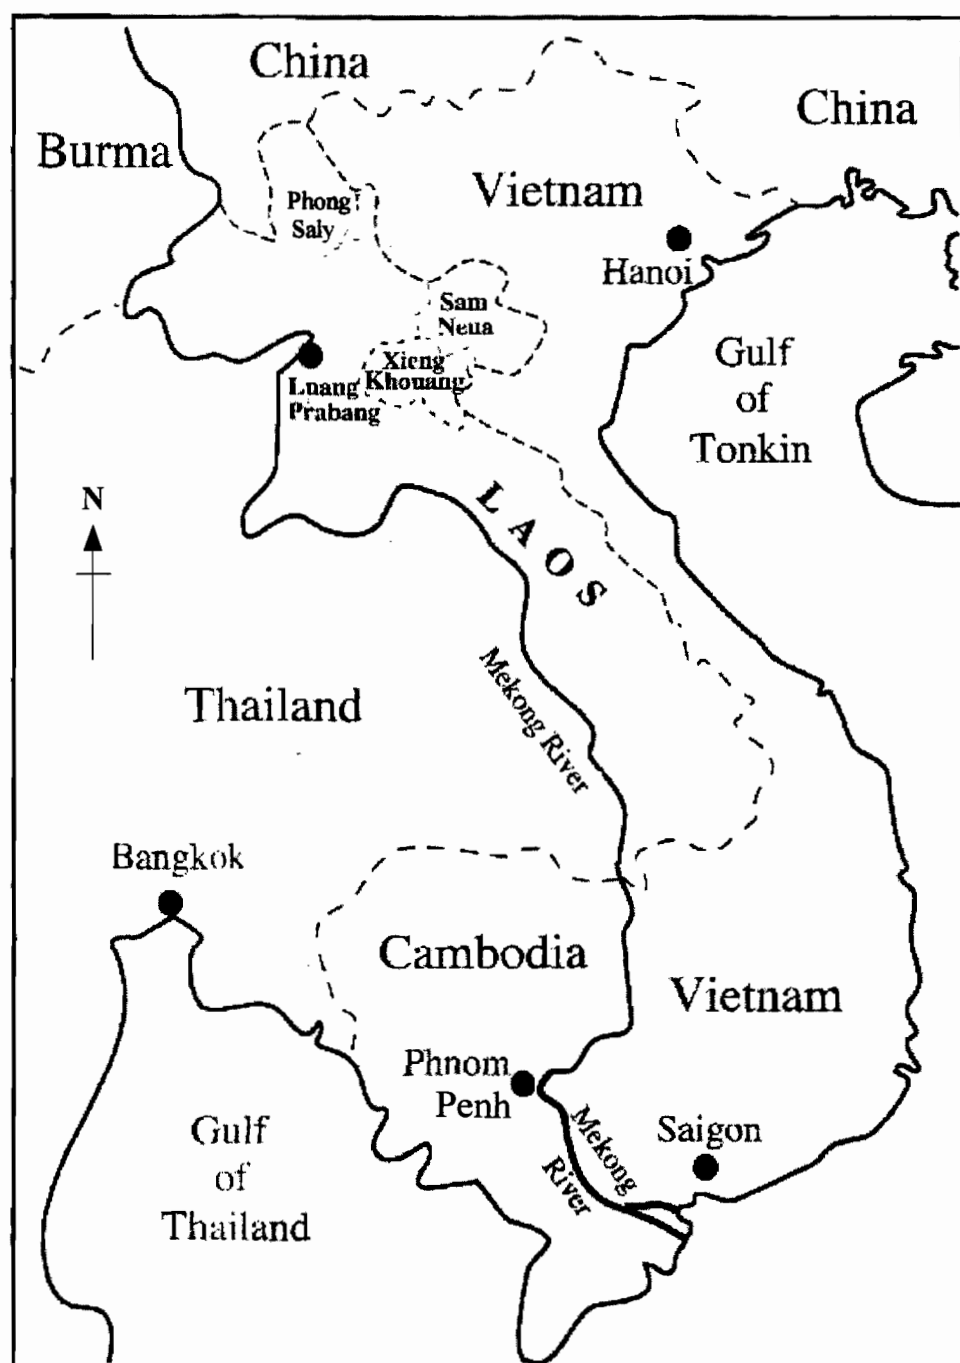 China
China
Burma
Vietnam
Phong
Saly
Hanoi
Sam
Neua
Gulf
of
Tonkin
Xieng
Khouang
Luang
Prabang
N
LAOS
Mekong River
Thailand
Bangkok
Cambodia
Vietnam
Phnom
Penh
Mekong
River
Saigon
Gulf
of
Thailand